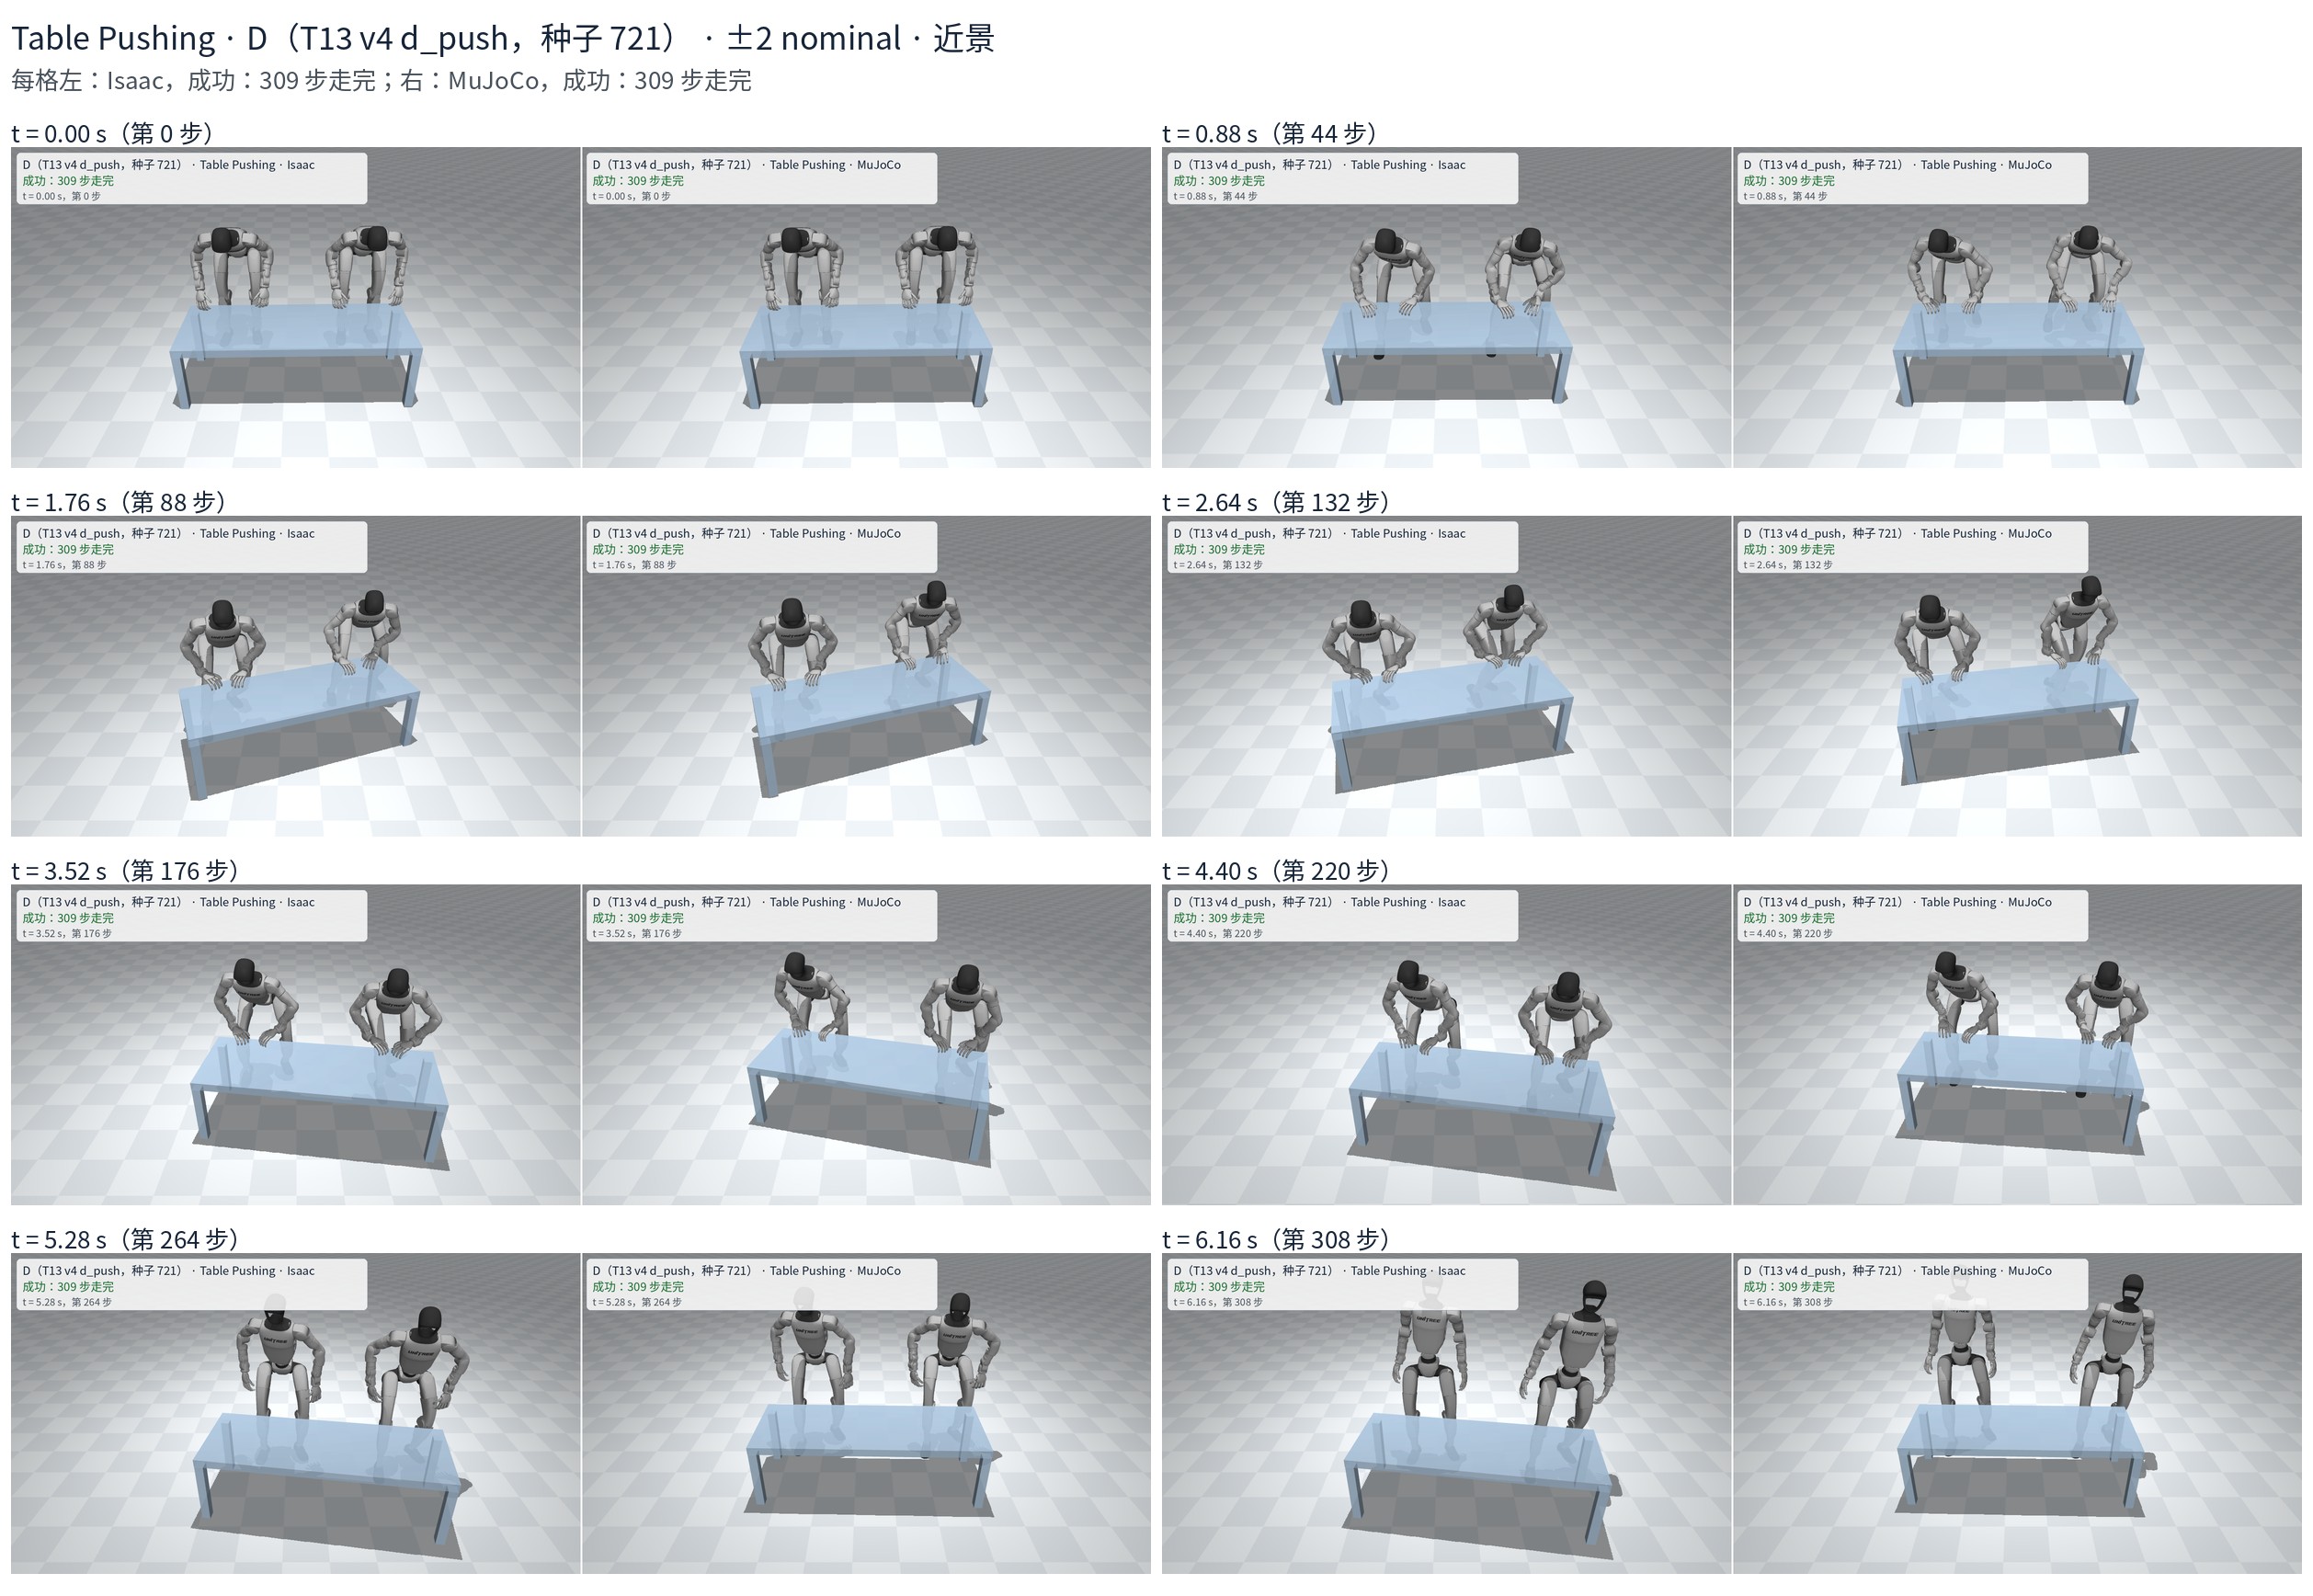 Table Pushing · D（T13 v4 d_push，种子 721） · ±2 nominal · 近景
每格左：Isaac，成功：309 步走完；右：MuJoCo，成功：309 步走完
t = 0.00 s（第 0 步）
D（T13 v4 d_push，种子 721） · Table Pushing · Isaac
成功：309 步走完
t = 0.00 s，第 0 步
D（T13 v4 d_push，种子 721） · Table Pushing · MuJoCo
成功：309 步走完
t = 0.00 s，第 0 步
t = 0.88 s（第 44 步）
D（T13 v4 d_push，种子 721） · Table Pushing · Isaac
成功：309 步走完
t = 0.88 s，第 44 步
D（T13 v4 d_push，种子 721） · Table Pushing · MuJoCo
成功：309 步走完
t = 0.88 s，第 44 步
t = 1.76 s（第 88 步）
D（T13 v4 d_push，种子 721） · Table Pushing · Isaac
成功：309 步走完
t = 1.76 s，第 88 步
D（T13 v4 d_push，种子 721） · Table Pushing · MuJoCo
成功：309 步走完
t = 1.76 s，第 88 步
t = 2.64 s（第 132 步）
D（T13 v4 d_push，种子 721） · Table Pushing · Isaac
成功：309 步走完
t = 2.64 s，第 132 步
D（T13 v4 d_push，种子 721） · Table Pushing · MuJoCo
成功：309 步走完
t = 2.64 s，第 132 步
t = 3.52 s（第 176 步）
D（T13 v4 d_push，种子 721） · Table Pushing · Isaac
成功：309 步走完
t = 3.52 s，第 176 步
D（T13 v4 d_push，种子 721） · Table Pushing · MuJoCo
成功：309 步走完
t = 3.52 s，第 176 步
t = 4.40 s（第 220 步）
D（T13 v4 d_push，种子 721） · Table Pushing · Isaac
成功：309 步走完
t = 4.40 s，第 220 步
D（T13 v4 d_push，种子 721） · Table Pushing · MuJoCo
成功：309 步走完
t = 4.40 s，第 220 步
t = 5.28 s（第 264 步）
D（T13 v4 d_push，种子 721） · Table Pushing · Isaac
成功：309 步走完
t = 5.28 s，第 264 步
UNITREE
UNITREE
D（T13 v4 d_push，种子 721） · Table Pushing · MuJoCo
成功：309 步走完
t = 5.28 s，第 264 步
UNITREE
UNITREE
t = 6.16 s（第 308 步）
D（T13 v4 d_push，种子 721） · Table Pushing · Isaac
成功：309 步走完
t = 6.16 s，第 308 步
UNITREE
UNITREE
D（T13 v4 d_push，种子 721） · Table Pushing · MuJoCo
成功：309 步走完
t = 6.16 s，第 308 步
UNITREE
UNITREE